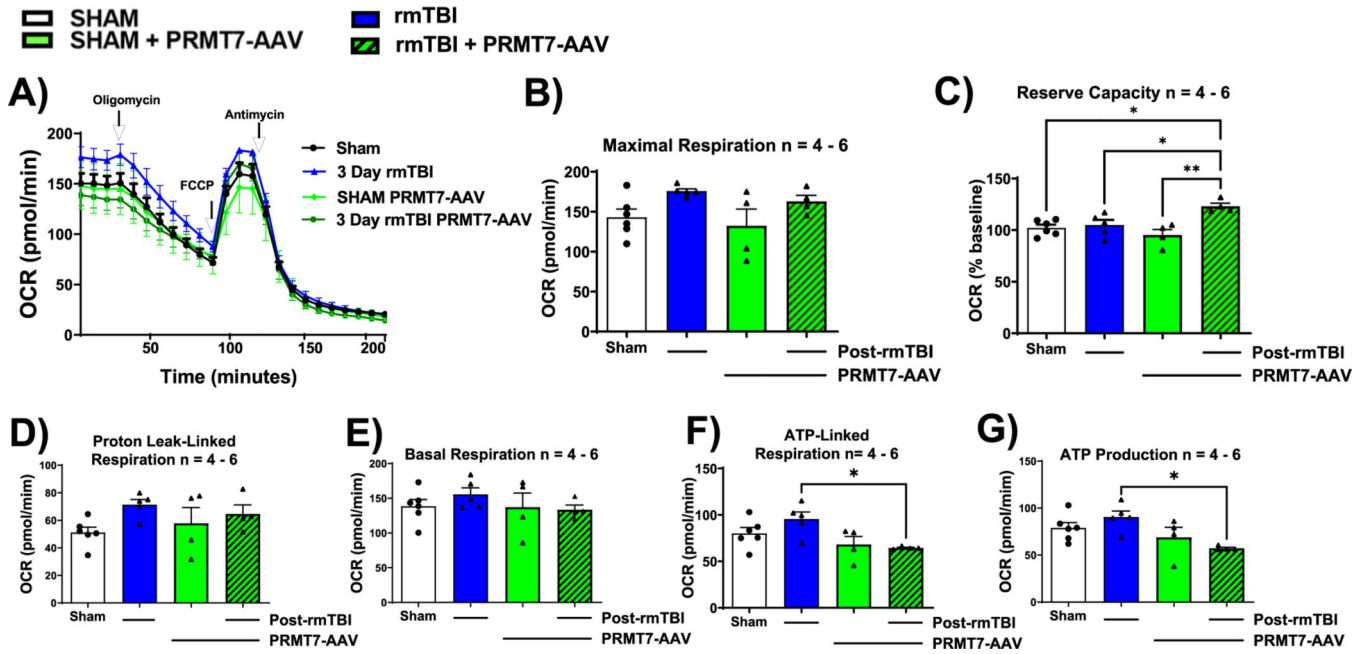 SHAM
SHAM + PRMT7-AAV
rmTBI
rmTBI + PRMT7-AAV
A)
Oligomycin
FCCP
Antimycin
Sham
3 Day rmTBI
SHAM PRMT7-AAV
3 Day rmTBI PRMT7-AAV
OCR (pmol/min)
200
150
100
50
0
50
100
150
200
Time (minutes)
B)
Maximal Respiration n = 4 - 6
OCR (pmol/min)
200
150
100
50
0
Sham
Post-rmTBI
PRMT7-AAV
C)
Reserve Capacity n = 4 - 6
*
*
**
OCR (% baseline)
150
100
50
0
Sham
Post-rmTBI
PRMT7-AAV
D)
Proton Leak-Linked
Respiration n = 4 - 6
OCR (pmol/mim)
100
80
60
40
20
0
Sham
Post-rmTBI
PRMT7-AAV
E)
Basal Respiration n = 4 - 6
OCR (pmol/mim)
200
150
100
50
0
Sham
Post-rmTBI
PRMT7-AAV
F)
ATP-Linked
Respiration n= 4 - 6
*
OCR (pmol/mim)
150
100
50
0
Sham
Post-rmTBI
PRMT7-AAV
G)
ATP Production n = 4 - 6
*
OCR (pmol/mim)
150
100
50
0
Sham
Post-rmTBI
PRMT7-AAV